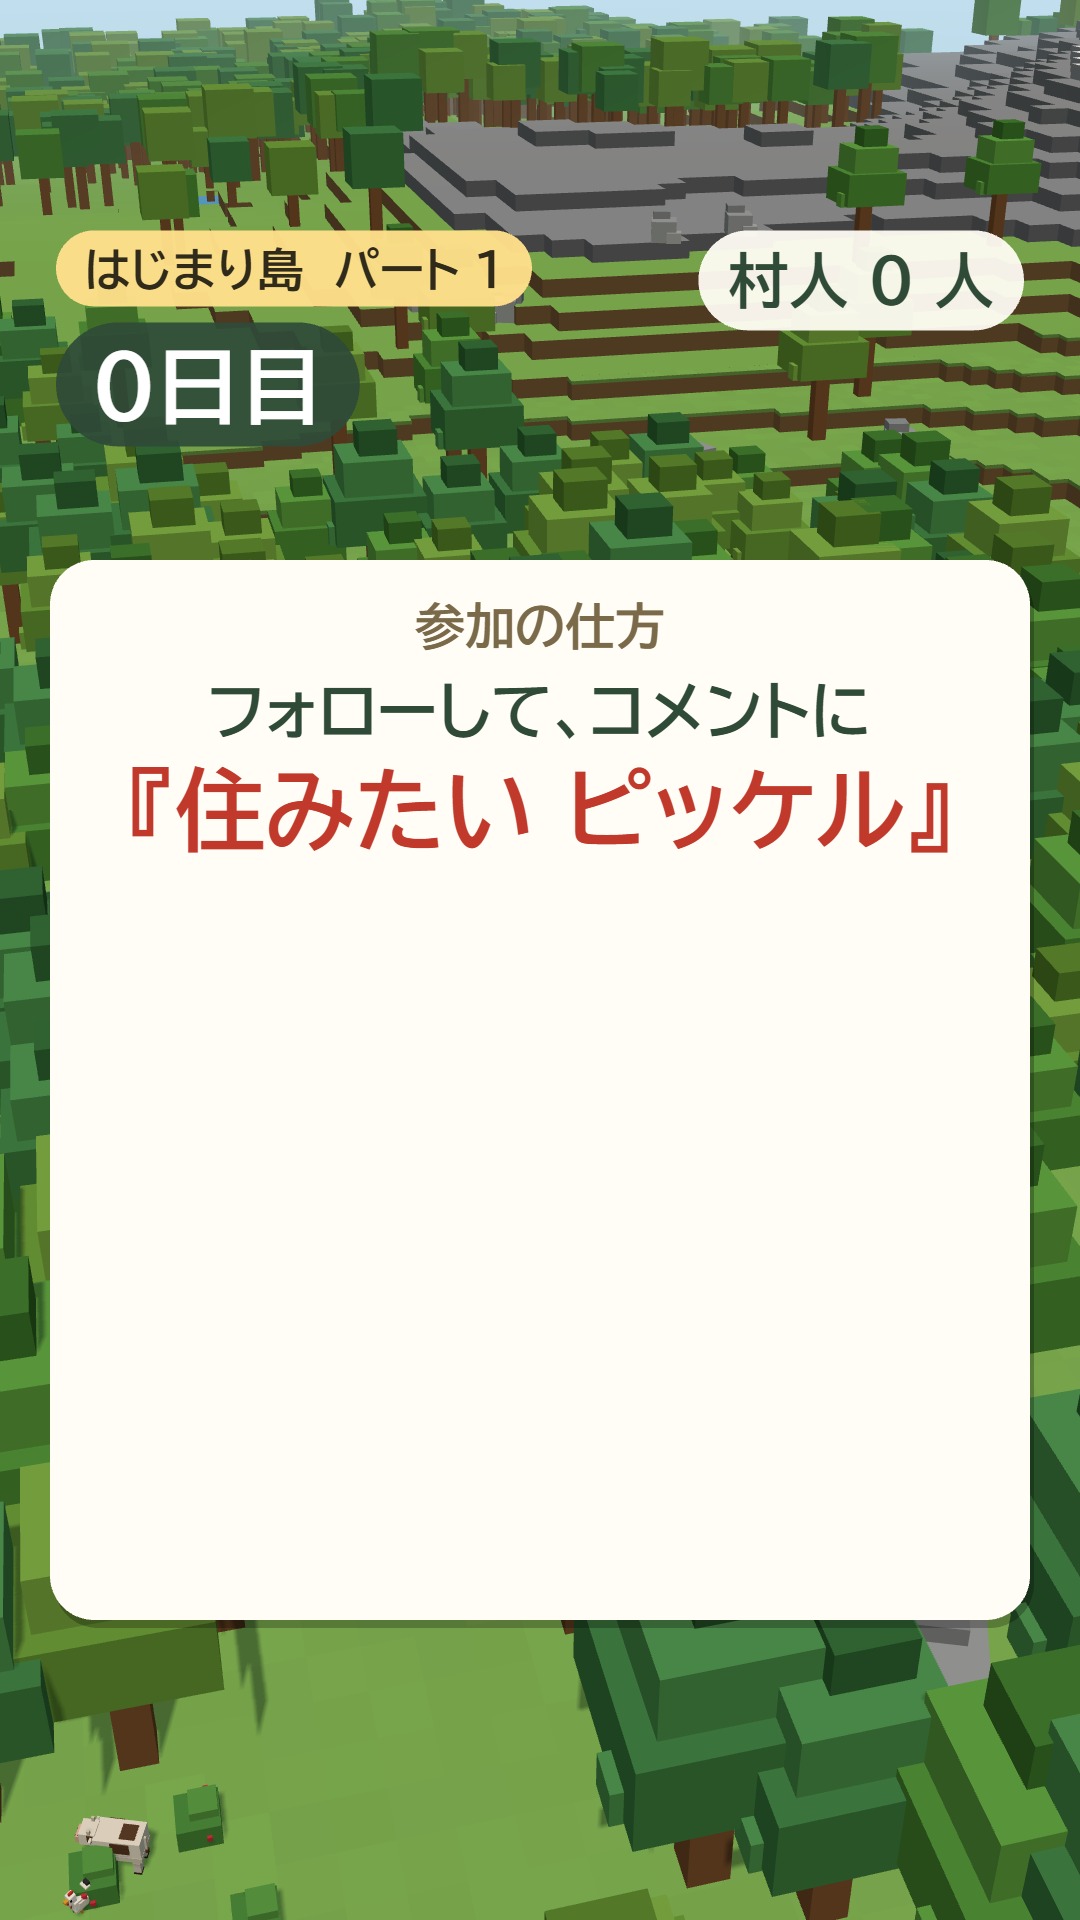 はじまり島 パート 1
村人 0 人
0日目
参加の仕方
フォローして、コメントに
『住みたい ピッケル』